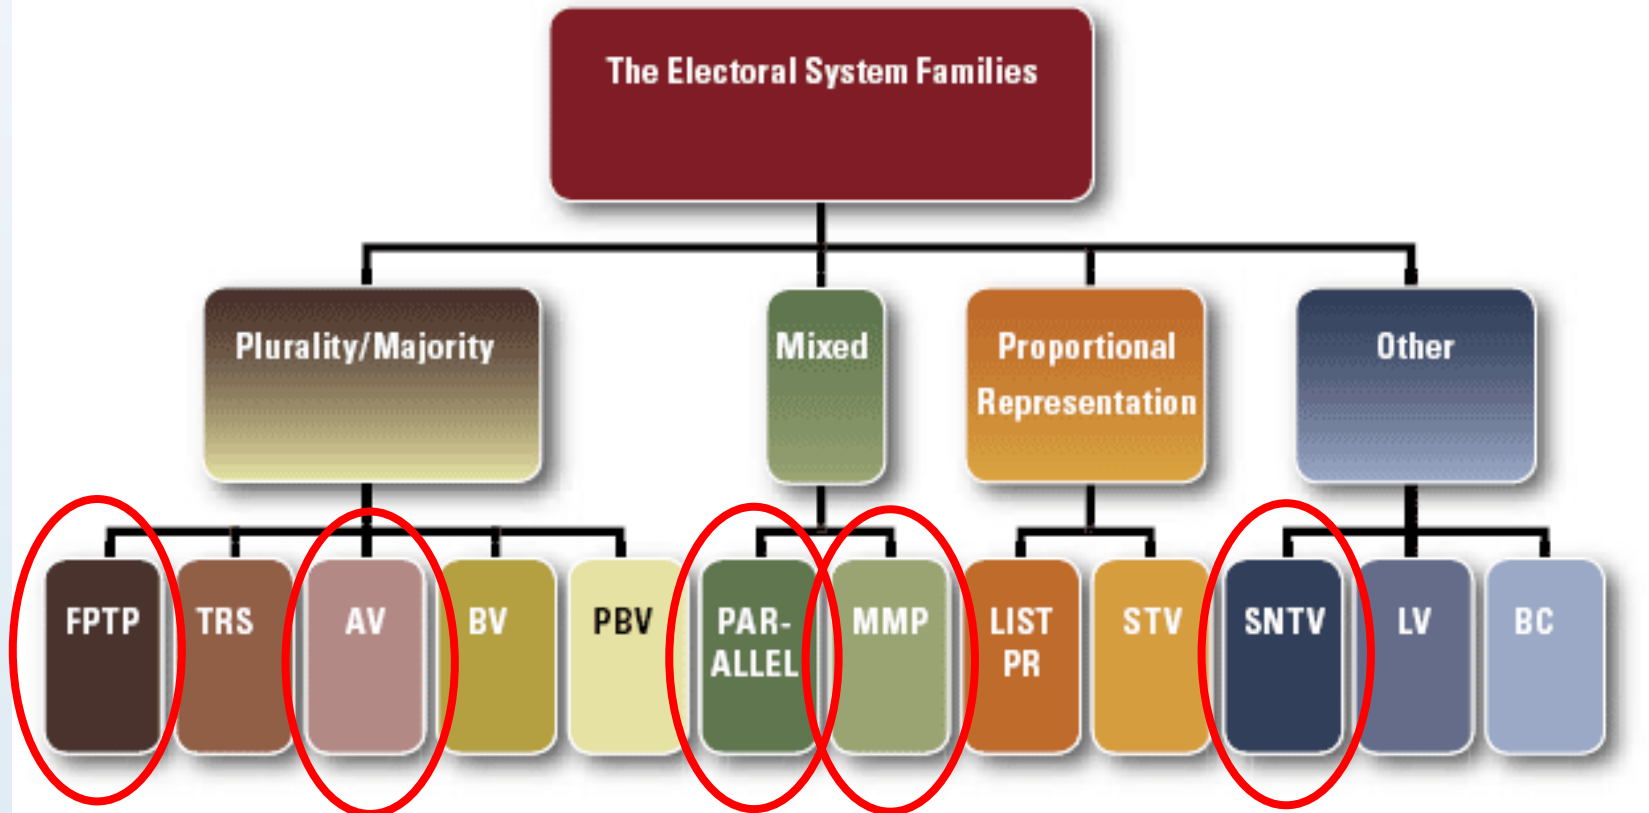 The Electoral System Families
Plurality/Majority
Mixed
Proportional
Representation
Other
FPTP
TRS
AV
BV
PBV
PAR-
ALLEL
MMP
LIST
PR
STV
SNTV
LV
BC